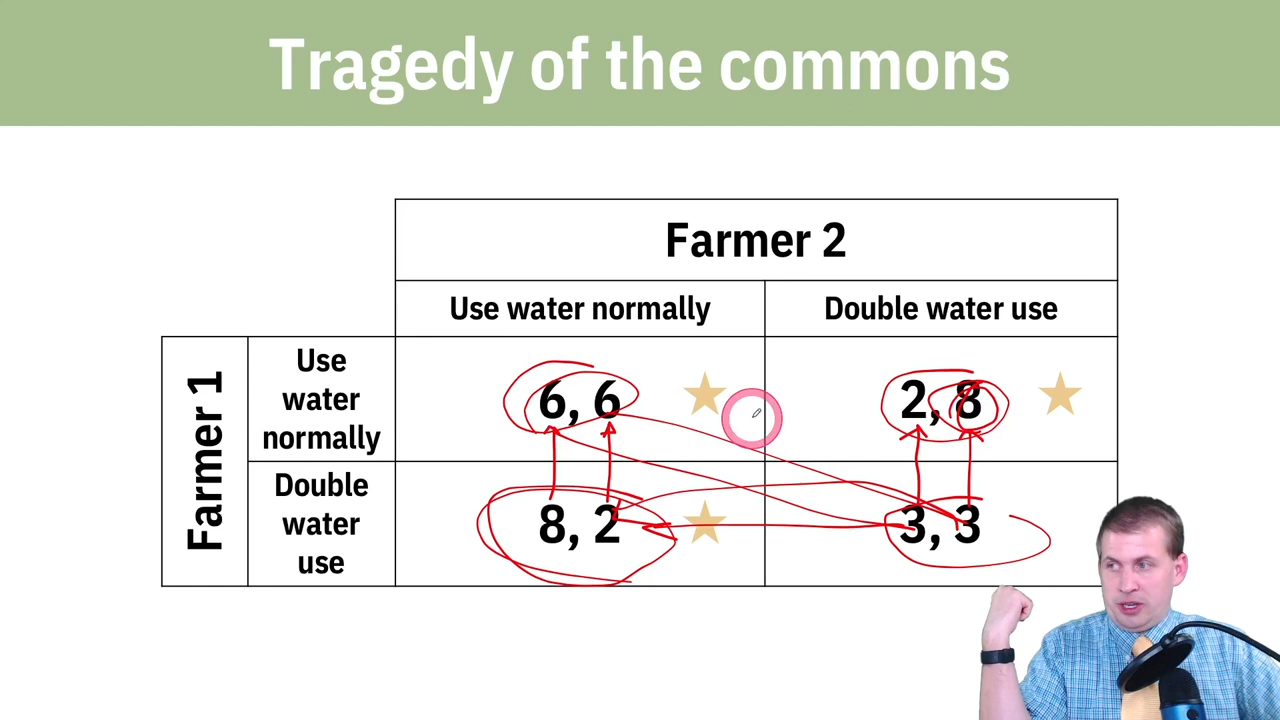 Tragedy of the commons
Farmer 2
Use water normally
Double water use
Farmer 1
Use
water
normally
6, 6
2, 8
Double
water
use
8, 2
3, 3